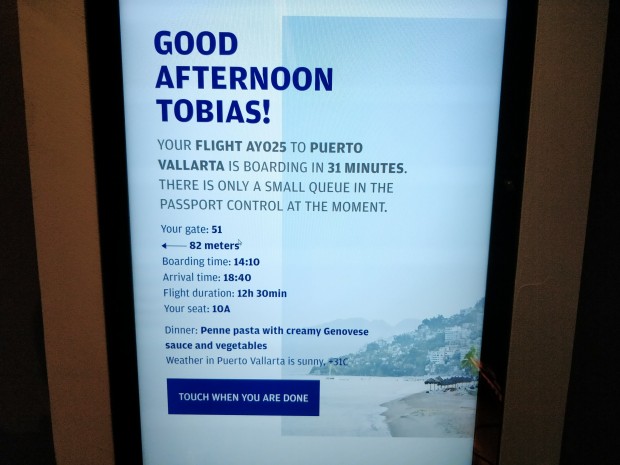 GOOD
AFTERNOON
TOBIAS!
YOUR FLIGHT AY025 TO PUERTO
VALLARTA IS BOARDING IN 31 MINUTES.
THERE IS ONLY A SMALL QUEUE IN THE
PASSPORT CONTROL AT THE MOMENT.
Your gate: 51
← 82 meters
Boarding time: 14:10
Arrival time: 18:40
Flight duration: 12h 30min
Your seat: 10A
Dinner: Penne pasta with creamy Genovese
sauce and vegetables
Weather in Puerto Vallarta is sunny, +31C
TOUCH WHEN YOU ARE DONE